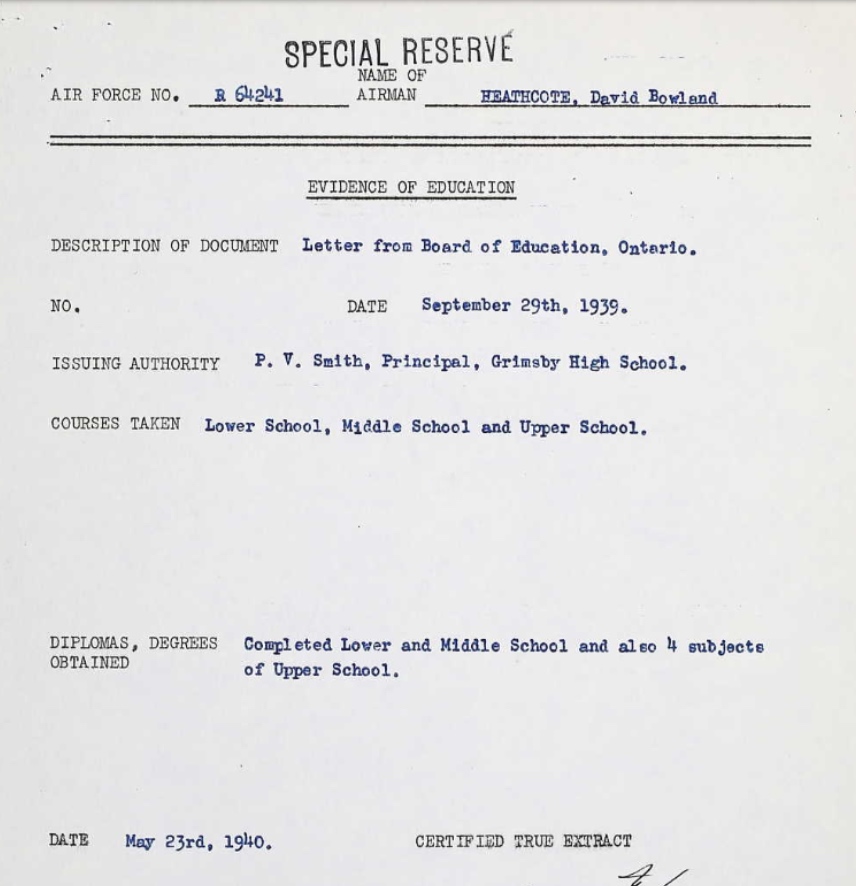 SPECIAL RESERVE
NAME OF
AIR FORCE NO. R 64241 AIRMAN HEATHCOTE, David Bowland
EVIDENCE OF EDUCATION
DESCRIPTION OF DOCUMENT Letter from Board of Education, Ontario.
NO. DATE September 29th, 1939.
ISSUING AUTHORITY P. V. Smith, Principal, Grimsby High School.
COURSES TAKEN Lower School, Middle School and Upper School.
DIPLOMAS, DEGREES Completed Lower and Middle School and also 4 subjects
OBTAINED of Upper School.
DATE May 23rd, 1940. CERTIFIED TRUE EXTRACT